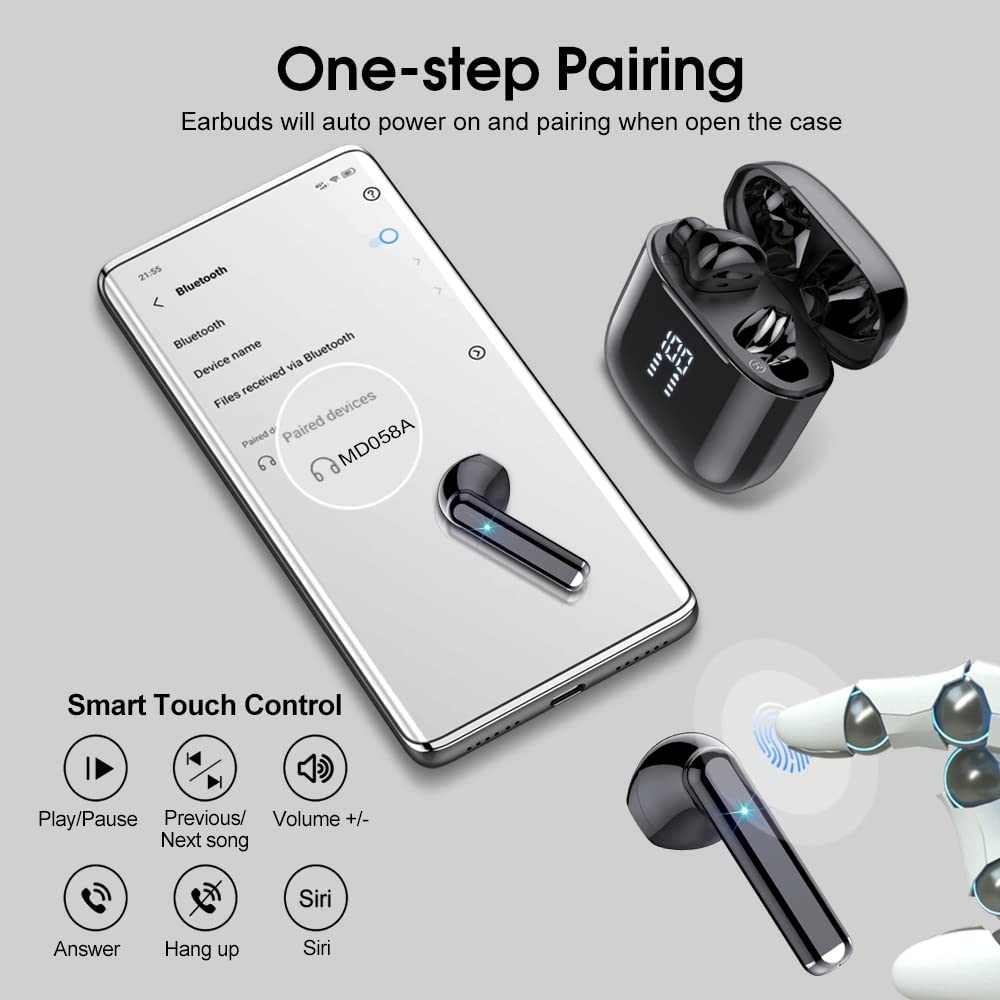 One-step Pairing
Earbuds will auto power on and pairing when open the case
21:55
Bluetooth
Bluetooth
Device name
Files received via Bluetooth
Paired devices
MD058A
R
Smart Touch Control
Play/Pause
Previous/
Next song
Volume +/-
Siri
Answer
Hang up
Siri